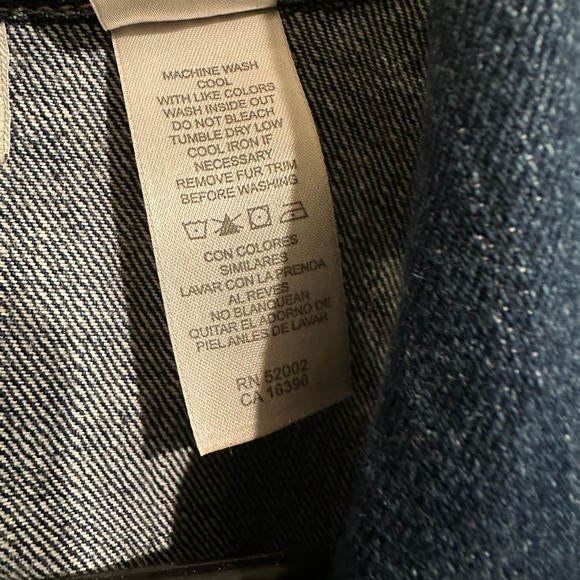 MACHINE WASH
COOL
WITH LIKE COLORS
WASH INSIDE OUT
DO NOT BLEACH
TUMBLE DRY LOW
COOL IRON IF
NECESSARY
REMOVE FUR TRIM
BEFORE WASHING
CON COLORES
SIMILARES
LAVAR CON LA PRENDA
AL REVES
NO BLANQUEAR
QUITAR EL ADORNO DE
PIEL ANLES DE LAVAR
RN 52002
CA 16396